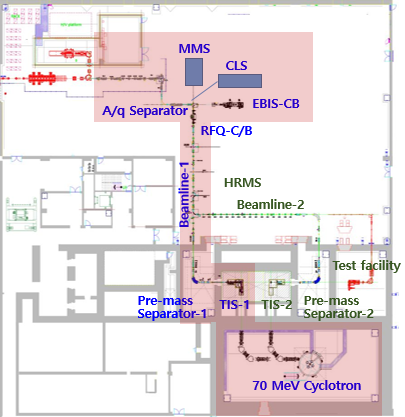 MMS
CLS
A/q Separator
EBIS-CB
RFQ-C/B
Beamline-1
HRMS
Beamline-2
Test facility
Pre-mass
Separator-1
TIS-1
TIS-2
Pre-mass
Separator-2
70 MeV Cyclotron